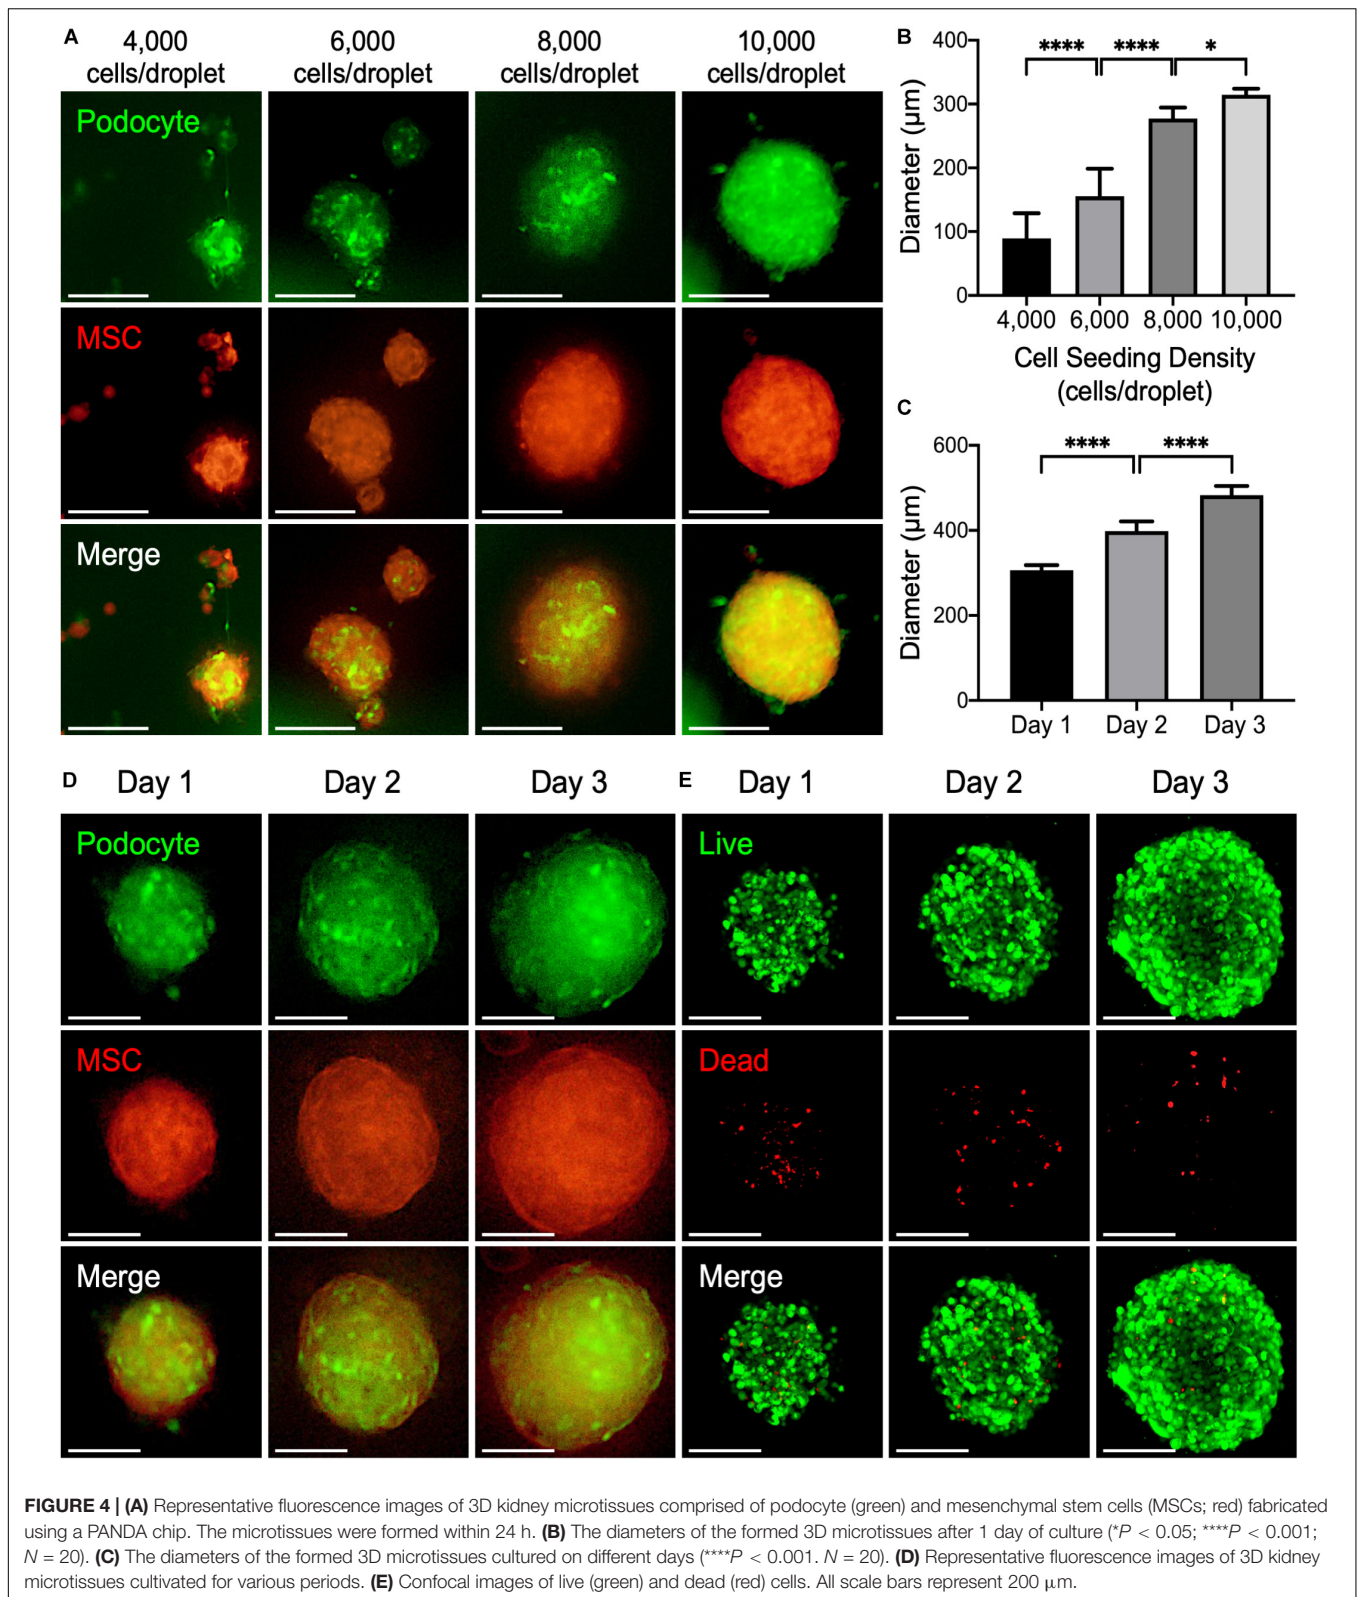 A
4,000 cells/droplet
6,000 cells/droplet
8,000 cells/droplet
10,000 cells/droplet
Podocyte
MSC
Merge
B
400
300
200
100
0
Diameter (μm)
**** **** *
4,000 6,000 8,000 10,000
Cell Seeding Density
(cells/droplet)
C
600
400
200
0
Diameter (μm)
**** ****
Day 1 Day 2 Day 3
D Day 1 Day 2 Day 3
Podocyte
MSC
Merge
E Day 1 Day 2 Day 3
Live
Dead
Merge
FIGURE 4 | (A) Representative fluorescence images of 3D kidney microtissues comprised of podocyte (green) and mesenchymal stem cells (MSCs; red) fabricated
using a PANDA chip. The microtissues were formed within 24 h. (B) The diameters of the formed 3D microtissues after 1 day of culture (*P < 0.05; ****P < 0.001;
N = 20). (C) The diameters of the formed 3D microtissues cultured on different days (****P < 0.001. N = 20). (D) Representative fluorescence images of 3D kidney
microtissues cultivated for various periods. (E) Confocal images of live (green) and dead (red) cells. All scale bars represent 200 μm.